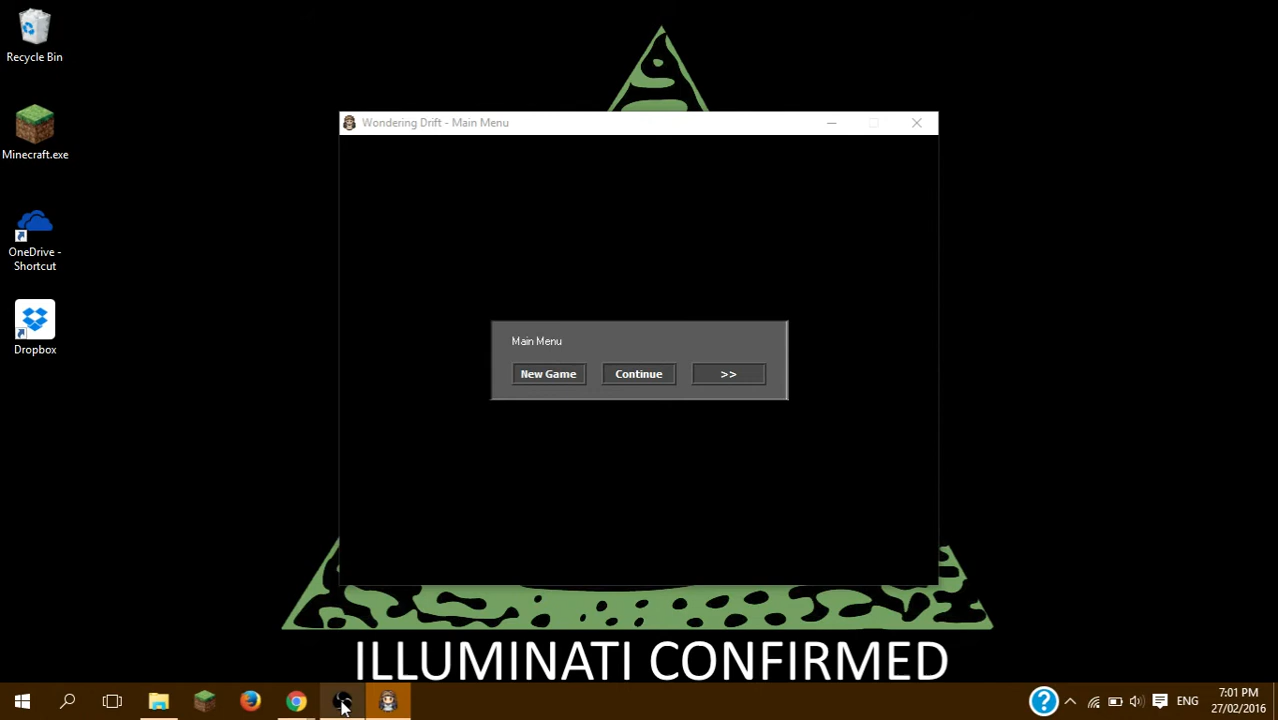 Recycle Bin
Minecraft.exe
OneDrive -
Shortcut
Dropbox
Wondering Drift - Main Menu
Main Menu
New Game
Continue
>>
ILLUMINATI CONFIRMED
?
ENG
7:01 PM
27/02/2016